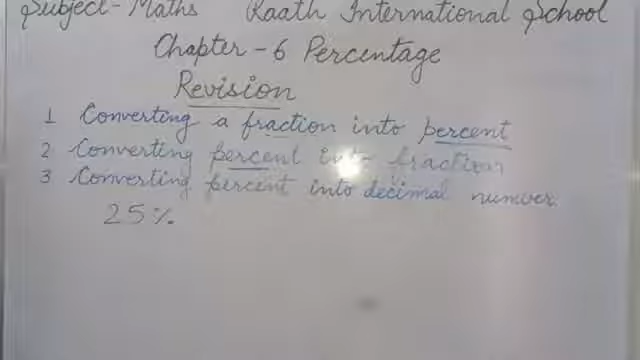 Subject - Maths Raath International School
Chapter - 6 Percentage
Revision
1 Converting a fraction into percent
2 Converting percent into fraction
3 Converting percent into decimal number
25%